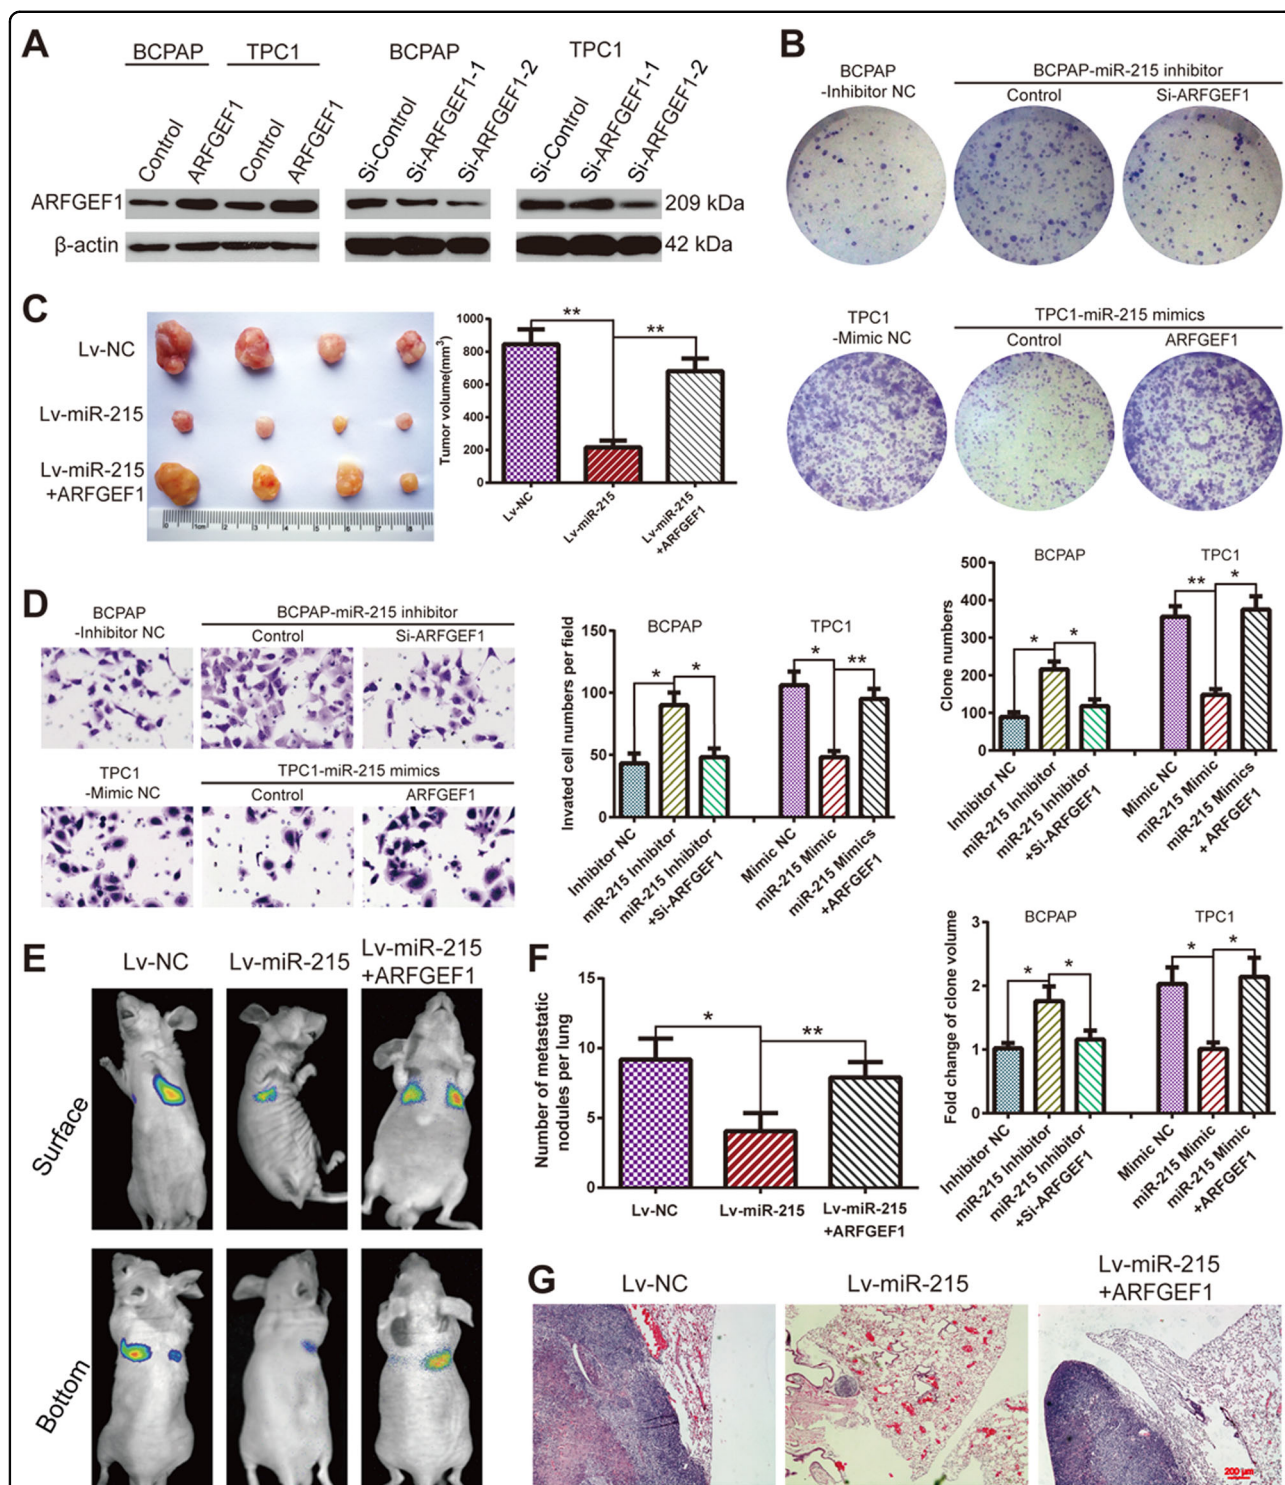 A
BCPAP
TPC1
BCPAP
TPC1
Control
ARFGEF1
Control
ARFGEF1
Si-Control
Si-ARFGEF1-1
Si-ARFGEF1-2
Si-Control
Si-ARFGEF1-1
Si-ARFGEF1-2
ARFGEF1
209 kDa
β-actin
42 kDa
B
BCPAP
-Inhibitor NC
BCPAP-miR-215 inhibitor
Control
Si-ARFGEF1
TPC1
-Mimic NC
TPC1-miR-215 mimics
Control
ARFGEF1
500
400
300
200
100
0
Clone numbers
BCPAP
TPC1
*
*
**
*
Inhibitor NC
miR-215 Inhibitor
miR-215 Inhibitor
+Si-ARFGEF1
Mimic NC
miR-215 Mimic
miR-215 Mimics
+ARFGEF1
3
2
1
0
Fold change of clone volume
BCPAP
TPC1
*
*
*
*
Inhibitor NC
miR-215 Inhibitor
miR-215 Inhibitor
+Si-ARFGEF1
Mimic NC
miR-215 Mimic
miR-215 Mimic
+ARFGEF1
C
Lv-NC
Lv-miR-215
Lv-miR-215
+ARFGEF1
0 1cm 2 3 4 5 6 7 8
1000
800
600
400
200
0
Tumor volume(mm³)
**
**
Lv-NC
Lv-miR-215
Lv-miR-215
+ARFGEF1
D
BCPAP
-Inhibitor NC
BCPAP-miR-215 inhibitor
Control
Si-ARFGEF1
TPC1
-Mimic NC
TPC1-miR-215 mimics
Control
ARFGEF1
150
100
50
0
Invated cell numbers per field
BCPAP
TPC1
*
*
*
**
Inhibitor NC
miR-215 Inhibitor
miR-215 Inhibitor
+Si-ARFGEF1
Mimic NC
miR-215 Mimic
miR-215 Mimics
+ARFGEF1
E
Lv-NC
Lv-miR-215
Lv-miR-215
+ARFGEF1
Surface
Bottom
F
15
10
5
0
Number of metastatic
nodules per lung
*
**
Lv-NC
Lv-miR-215
Lv-miR-215
+ARFGEF1
G
Lv-NC
Lv-miR-215
Lv-miR-215
+ARFGEF1
200 μm